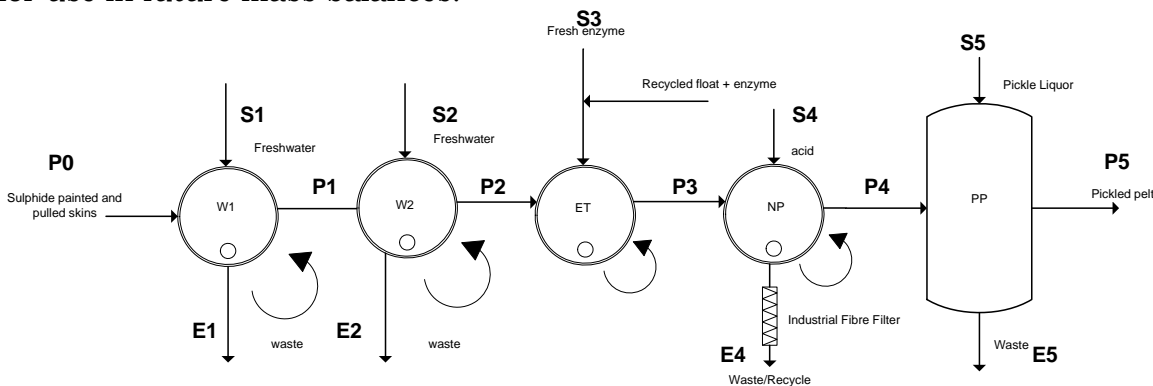 for use in future mass balances.
S3
Fresh enzyme
S5
Recycled float + enzyme
Pickle Liquor
S1
S2
S4
Freshwater
Freshwater
acid
P0
P1
P2
P3
P4
P5
Sulphide painted and
pulled skins
Pickled pelt
W1
W2
ET
NP
PP
E1
waste
E2
waste
Industrial Fibre Filter
E4
Waste/Recycle
Waste
E5